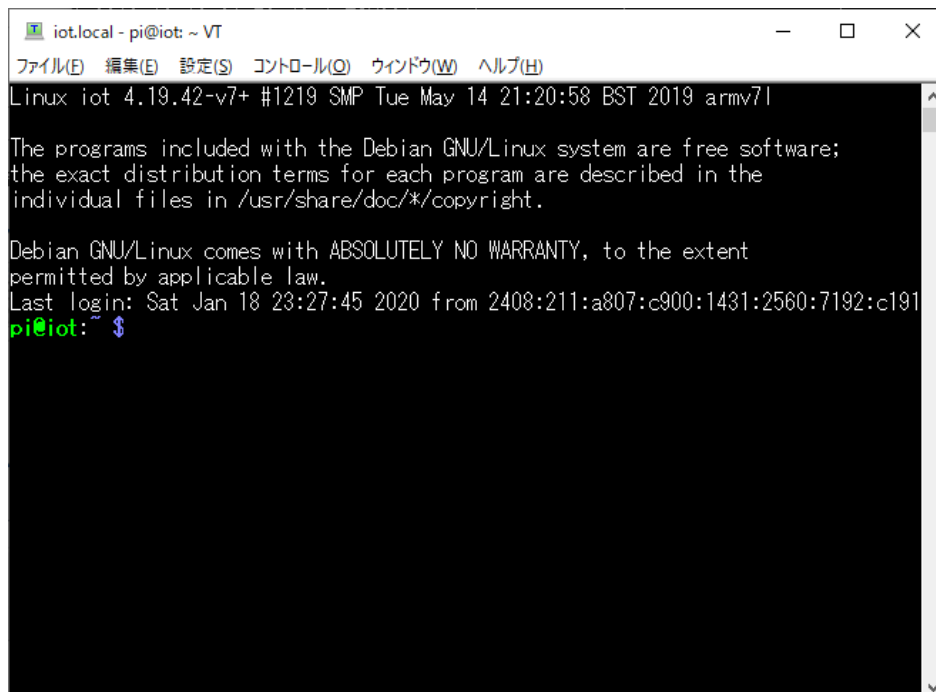 iot.local - pi@iot: ~ VT
ファイル(F) 編集(E) 設定(S) コントロール(O) ウィンドウ(W) ヘルプ(H)
Linux iot 4.19.42-v7+ #1219 SMP Tue May 14 21:20:58 BST 2019 armv7l
The programs included with the Debian GNU/Linux system are free software;
the exact distribution terms for each program are described in the
individual files in /usr/share/doc/*/copyright.
Debian GNU/Linux comes with ABSOLUTELY NO WARRANTY, to the extent
permitted by applicable law.
Last login: Sat Jan 18 23:27:45 2020 from 2408:211:a807:c900:1431:2560:7192:c191
pi@iot:~ $